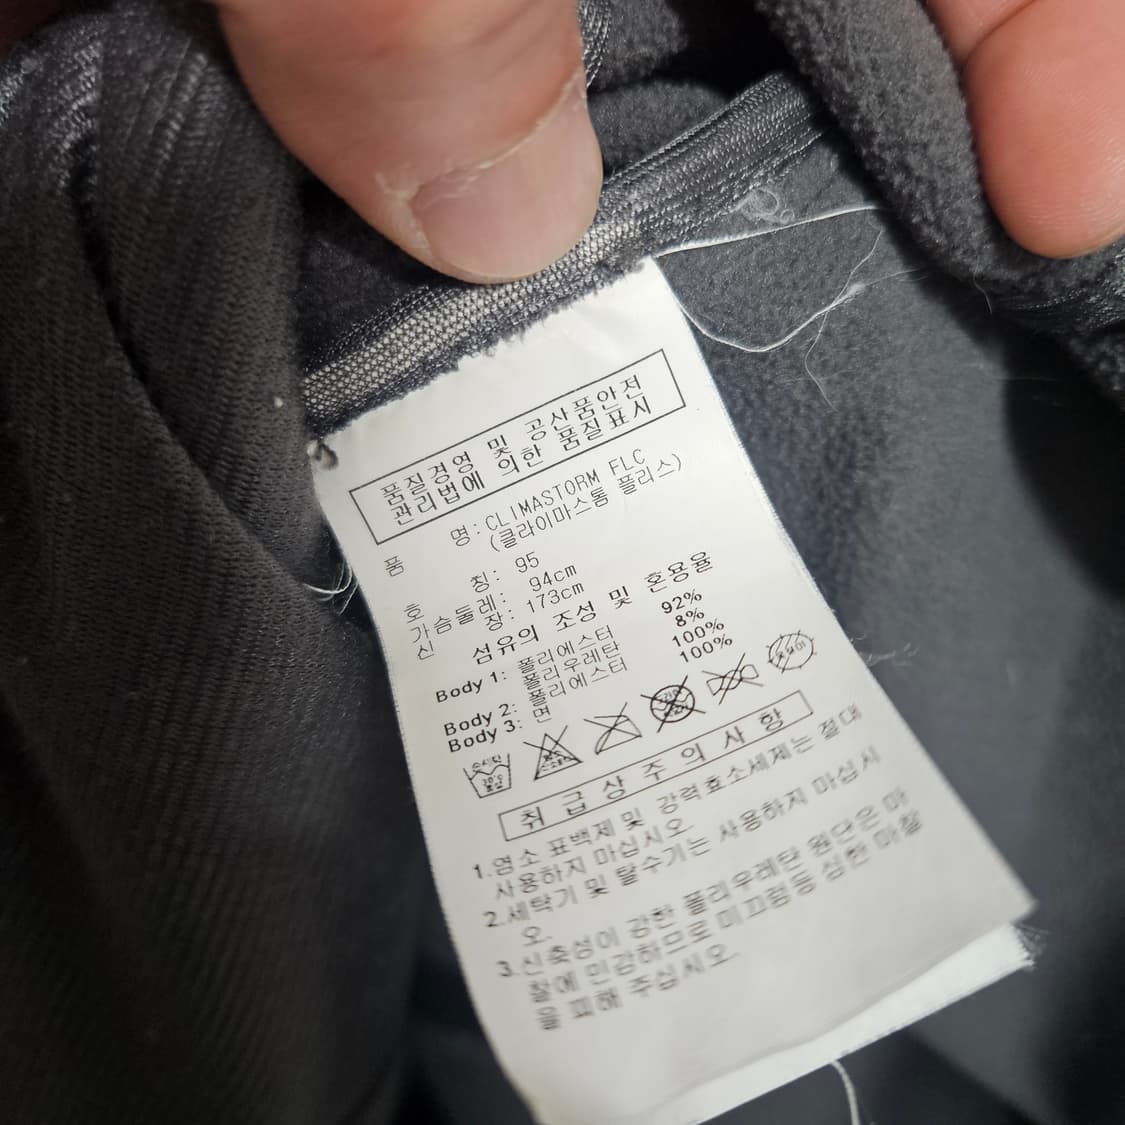 품질경영 및 공산품안전
관리법에 의한 품질표시
품 명: CLIMASTORM FLC
(클라이마스톰 플리스)
호 칭: 95
가슴둘레: 94cm
신 장: 173cm
섬유의 조성 및 혼용율
Body 1: 폴리에스터 92%
폴리우레탄 8%
Body 2: 폴리에스터 100%
Body 3: 면 100%
손세탁
30℃
중성
취급상주의사항
1.염소 표백제 및 강력효소세제는 절대
사용하지 마십시오
2.세탁기 및 탈수기는 사용하지 마십시
오.
3.신축성이 강한 폴리우레탄 원단은 마
찰에 민감하므로 미끄럼등 심한 마찰
을 피해 주십시오.